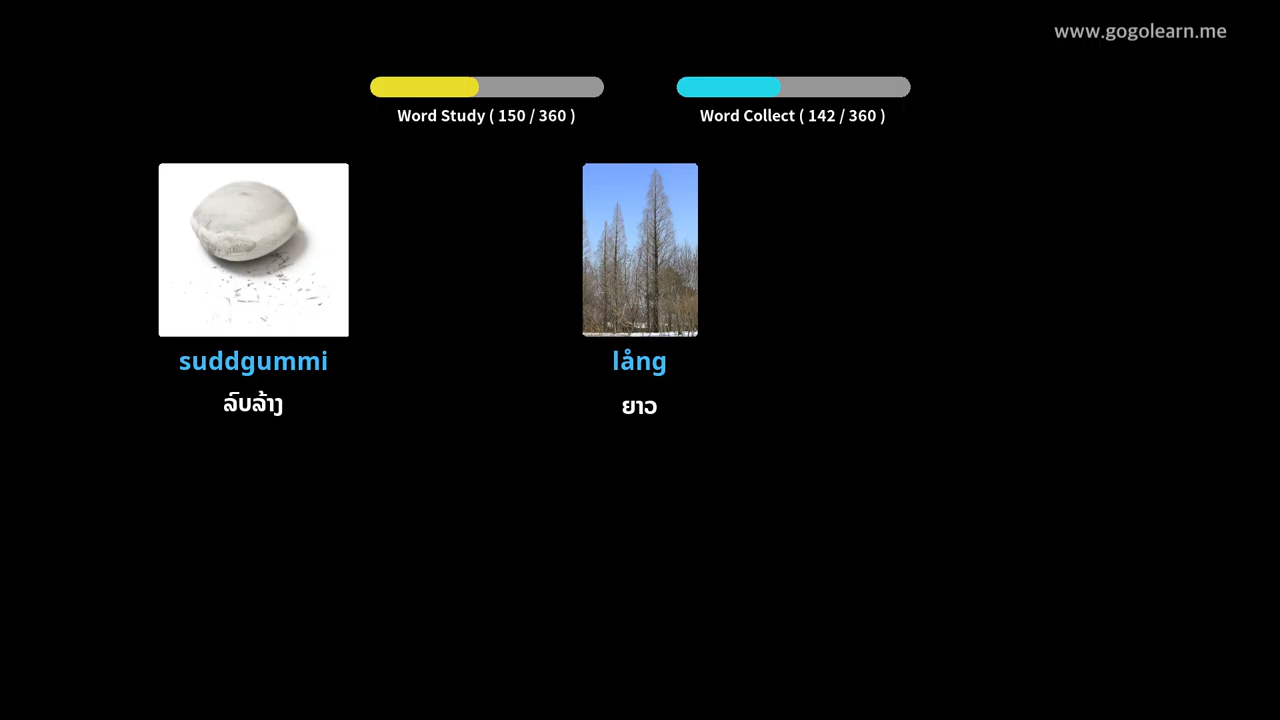 www.gogolearn.me
Word Study ( 150 / 360 )
Word Collect ( 142 / 360 )
suddgummi
ລົບລ້າງ
lång
ຍາວ